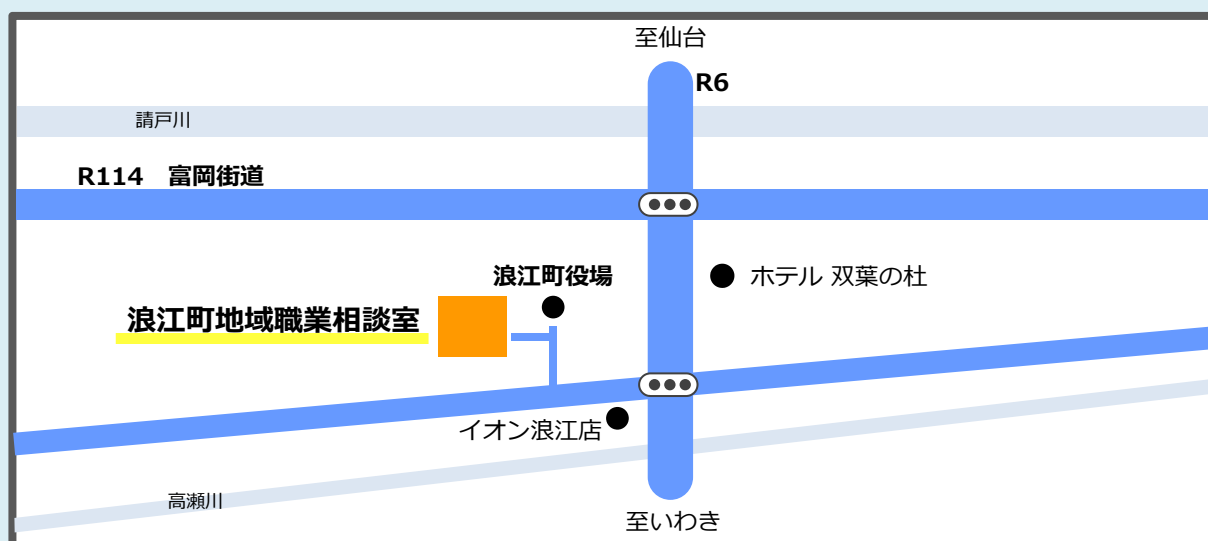 至仙台
R6
請戸川
R114 富岡街道
浪江町役場
ホテル 双葉の杜
浪江町地域職業相談室
イオン浪江店
高瀬川
至いわき